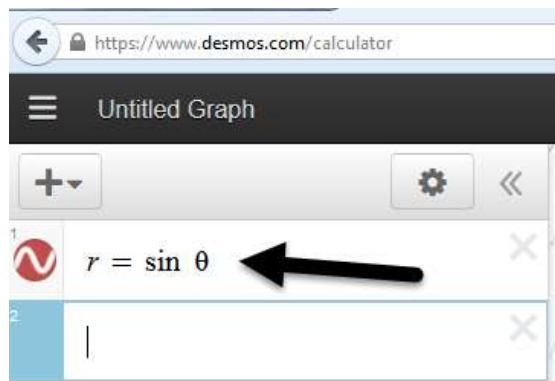 https://www.desmos.com/calculator
Untitled Graph
1
r = sin θ
2